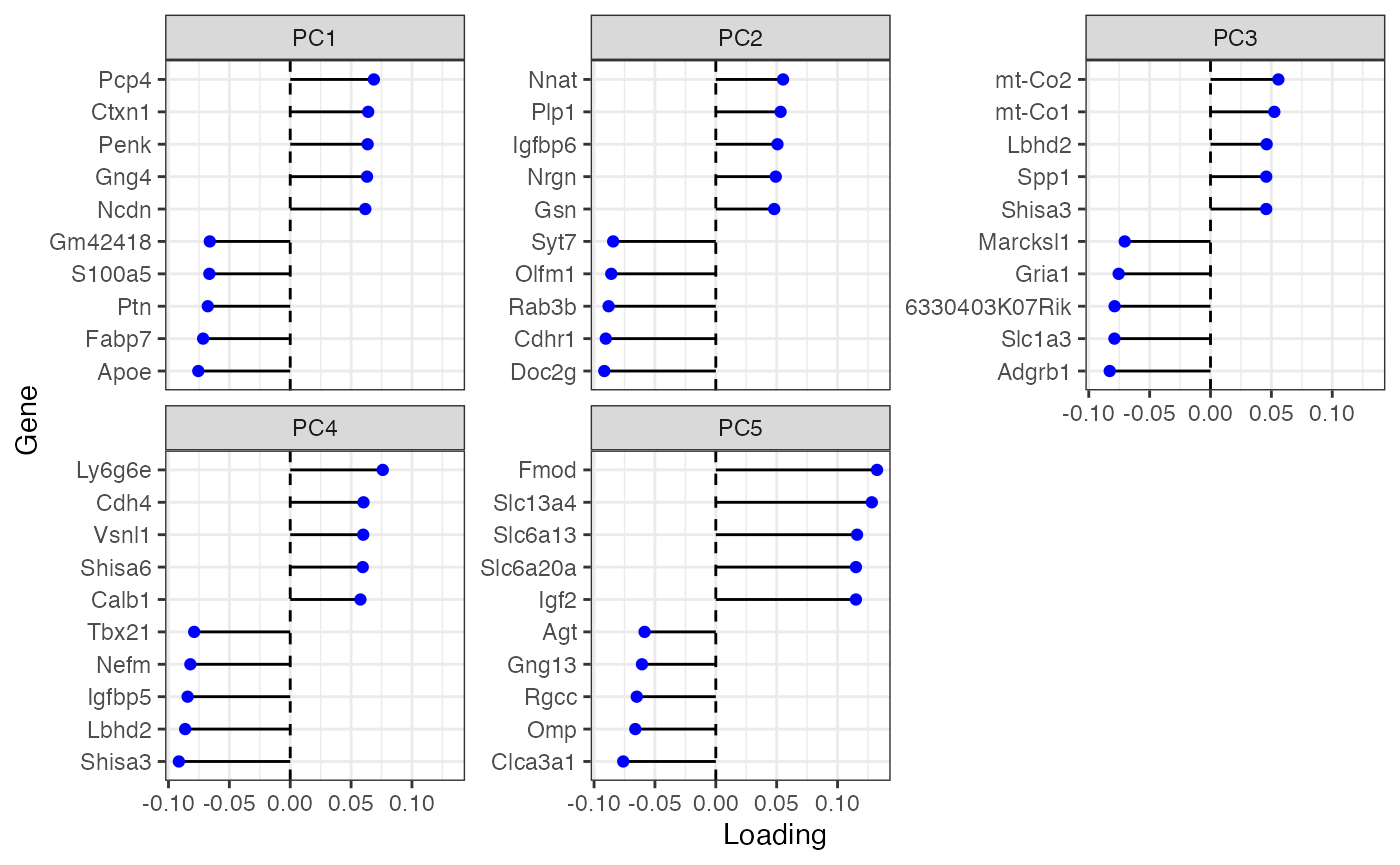 PC1
Pcp4
Ctxn1
Penk
Gng4
Ncdn
Gm42418
S100a5
Ptn
Fabp7
Apoe
PC2
Nnat
Plp1
Igfbp6
Nrgn
Gsn
Syt7
Olfm1
Rab3b
Cdhr1
Doc2g
PC3
mt-Co2
mt-Co1
Lbhd2
Spp1
Shisa3
Marcksl1
Gria1
6330403K07Rik
Slc1a3
Adgrb1
-0.10 -0.05 0.00 0.05 0.10
Gene
PC4
Ly6g6e
Cdh4
Vsnl1
Shisa6
Calb1
Tbx21
Nefm
Igfbp5
Lbhd2
Shisa3
-0.10 -0.05 0.00 0.05 0.10
PC5
Fmod
Slc13a4
Slc6a13
Slc6a20a
Igf2
Agt
Gng13
Rgcc
Omp
Clca3a1
-0.10 -0.05 0.00 0.05 0.10
Loading